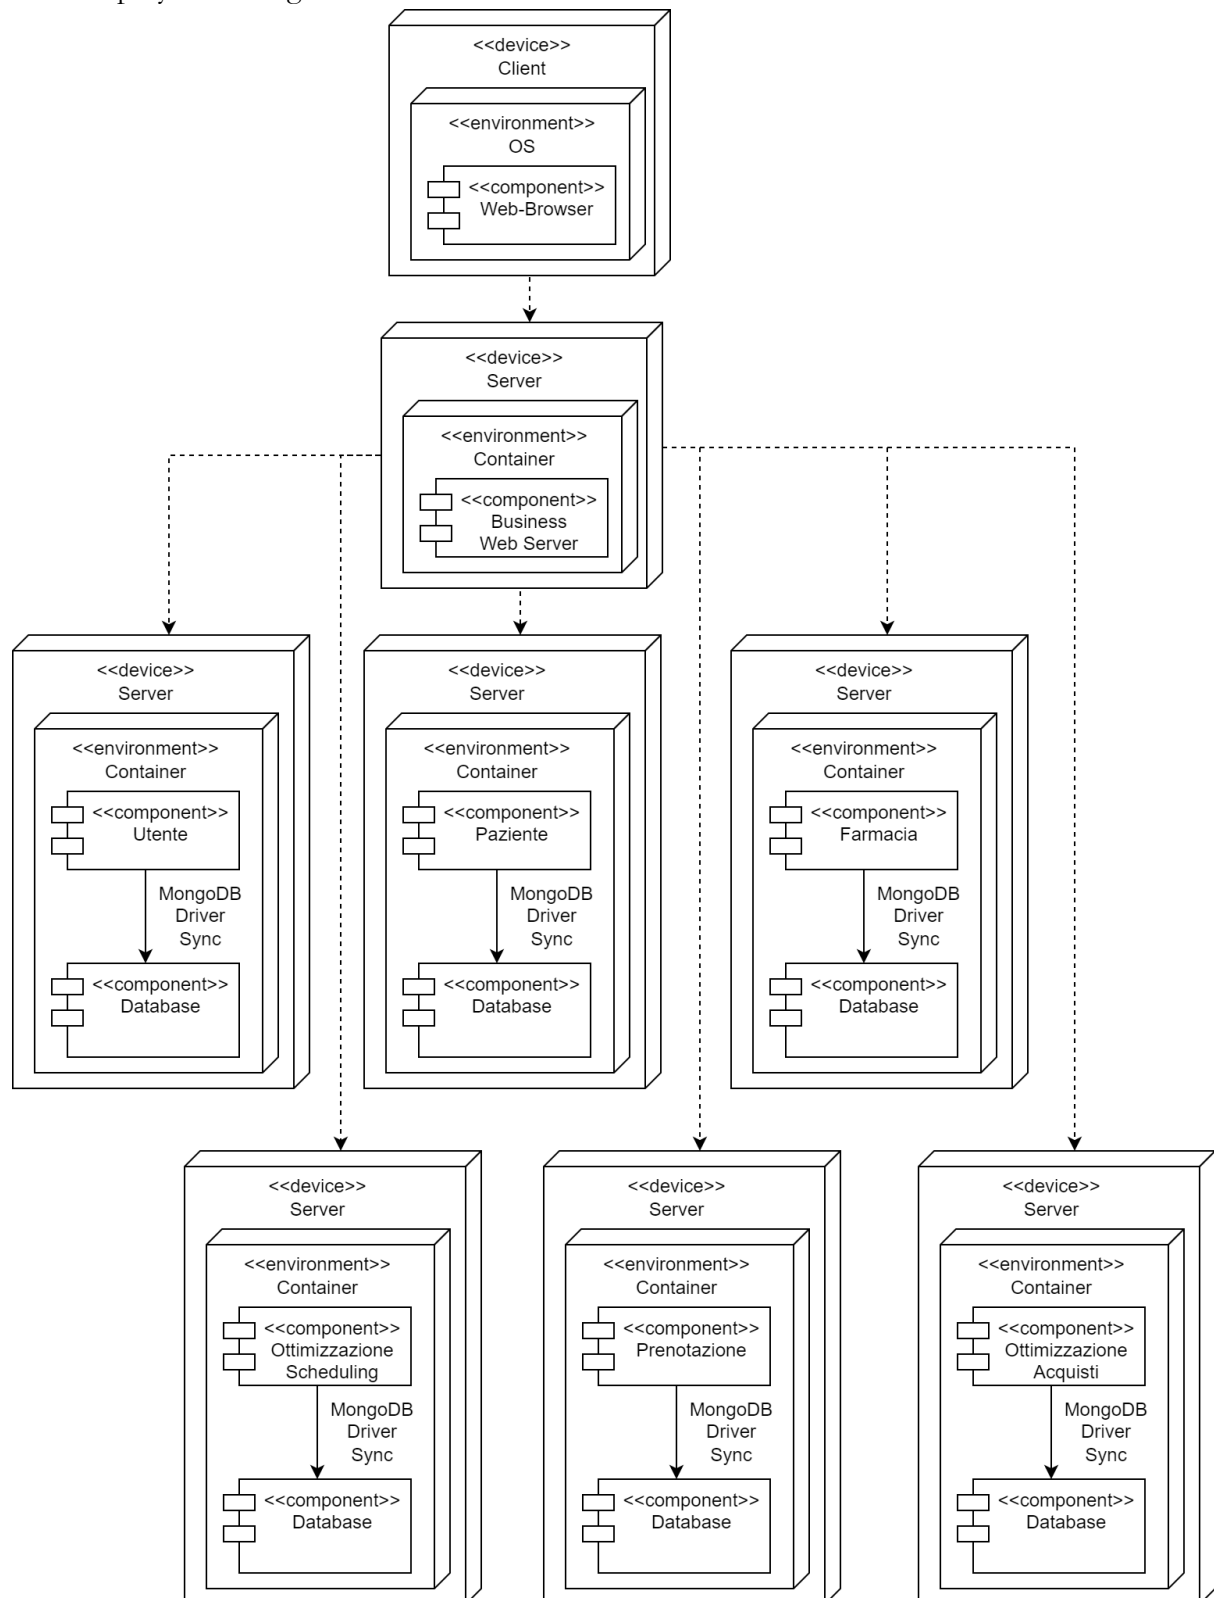 <<device>>
Client
<<environment>>
OS
<<component>>
Web-Browser
<<device>>
Server
<<environment>>
Container
<<component>>
Business
Web Server
<<device>>
Server
<<environment>>
Container
<<component>>
Utente
MongoDB
Driver
Sync
<<component>>
Database
<<device>>
Server
<<environment>>
Container
<<component>>
Paziente
MongoDB
Driver
Sync
<<component>>
Database
<<device>>
Server
<<environment>>
Container
<<component>>
Farmacia
MongoDB
Driver
Sync
<<component>>
Database
<<device>>
Server
<<environment>>
Container
<<component>>
Ottimizzazione
Scheduling
MongoDB
Driver
Sync
<<component>>
Database
<<device>>
Server
<<environment>>
Container
<<component>>
Prenotazione
MongoDB
Driver
Sync
<<component>>
Database
<<device>>
Server
<<environment>>
Container
<<component>>
Ottimizzazione
Acquisti
MongoDB
Driver
Sync
<<component>>
Database